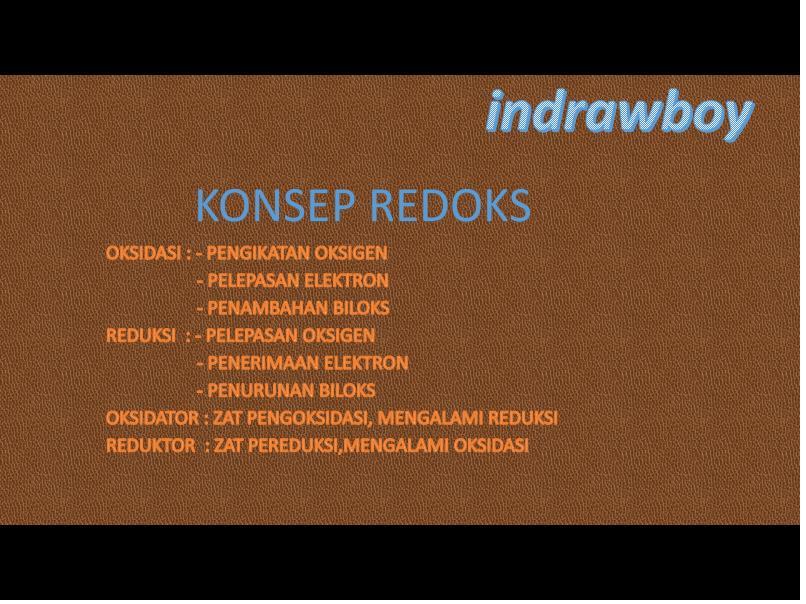 indrawboy
KONSEP REDOKS
OKSIDASI : - PENGIKATAN OKSIGEN
- PELEPASAN ELEKTRON
- PENAMBAHAN BILOKS
REDUKSI : - PELEPASAN OKSIGEN
- PENERIMAAN ELEKTRON
- PENURUNAN BILOKS
OKSIDATOR : ZAT PENGOKSIDASI, MENGALAMI REDUKSI
REDUKTOR : ZAT PEREDUKSI,MENGALAMI OKSIDASI